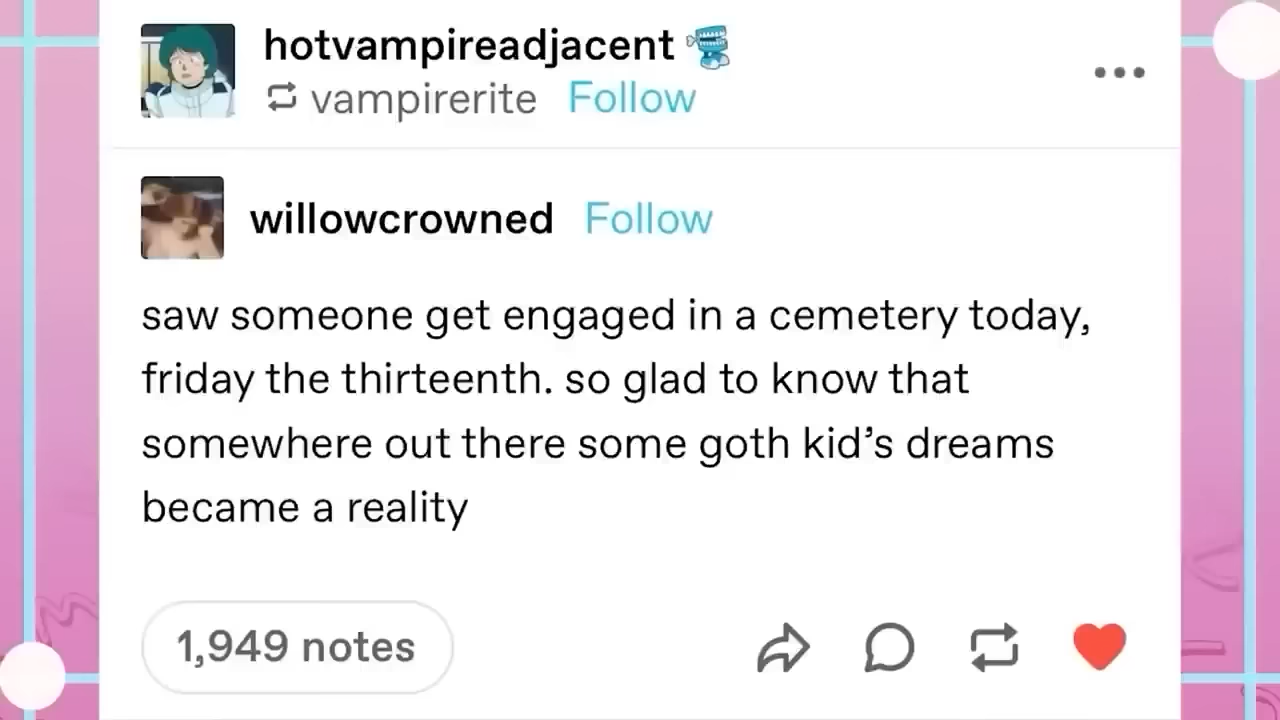 hotvampireadjacent
vampirerite Follow
willowcrowned Follow
saw someone get engaged in a cemetery today,
friday the thirteenth. so glad to know that
somewhere out there some goth kid’s dreams
became a reality
1,949 notes